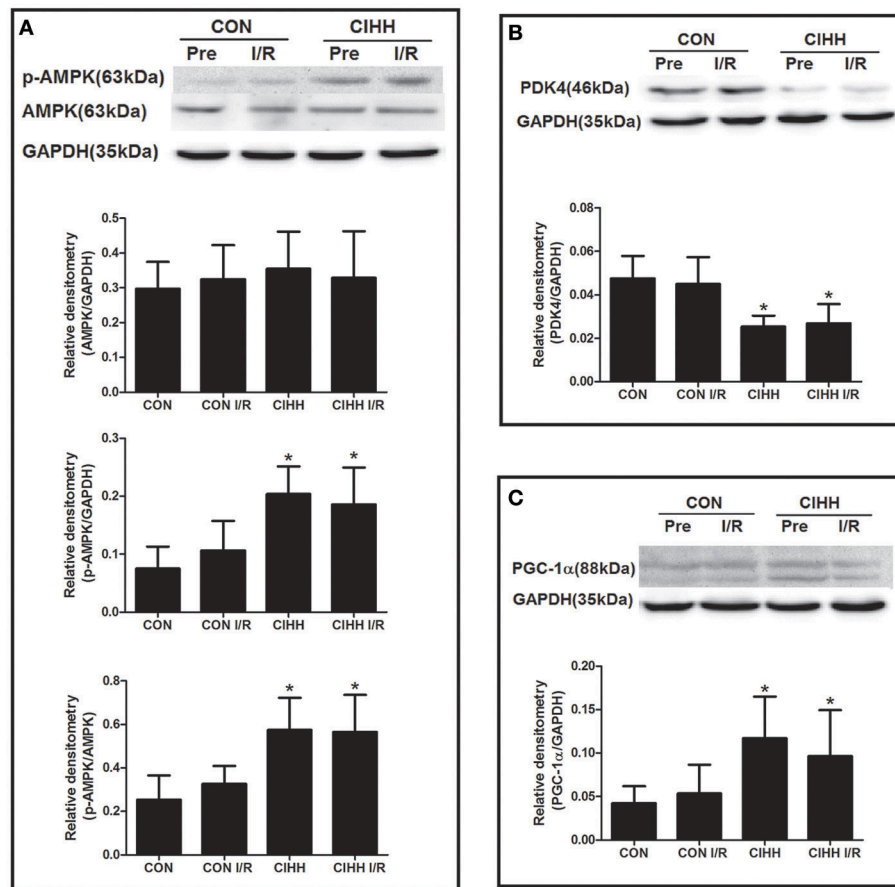 A
CON CIHH
Pre I/R Pre I/R
p-AMPK(63kDa)
AMPK(63kDa)
GAPDH(35kDa)
Relative densitometry
(AMPK/GAPDH)
0.5
0.4
0.3
0.2
0.1
0.0
CON CON I/R CIHH CIHH I/R
Relative densitometry
(p-AMPK/GAPDH)
0.3
0.2
0.1
0.0
* *
CON CON I/R CIHH CIHH I/R
Relative densitometry
(p-AMPK/AMPK)
0.8
0.6
0.4
0.2
0.0
* *
CON CON I/R CIHH CIHH I/R
B
CON CIHH
Pre I/R Pre I/R
PDK4(46kDa)
GAPDH(35kDa)
Relative densitometry
(PDK4/GAPDH)
0.08
0.06
0.04
0.02
0.00
* *
CON CON I/R CIHH CIHH I/R
C
CON CIHH
Pre I/R Pre I/R
PGC-1α(88kDa)
GAPDH(35kDa)
Relative densitometry
(PGC-1α/GAPDH)
0.20
0.15
0.10
0.05
0.00
* *
CON CON I/R CIHH CIHH I/R